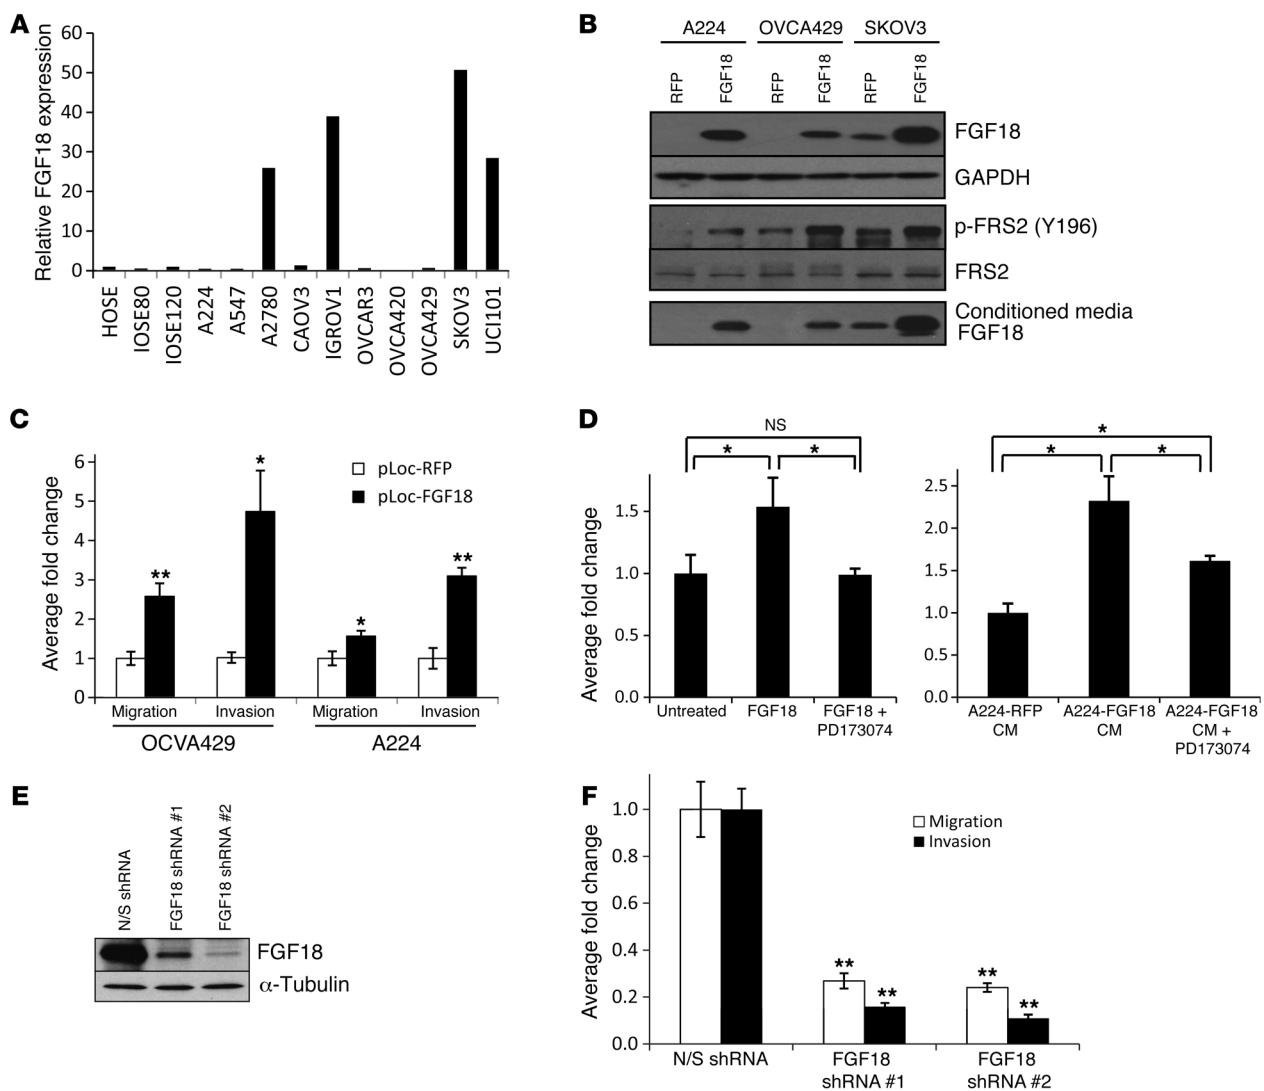 A
Relative FGF18 expression
60
50
40
30
20
10
0
HOSE
IOSE80
IOSE120
A224
A547
A2780
CAOV3
IGROV1
OVCAR3
OVCA420
OVCA429
SKOV3
UCI101
B
A224 OVCA429 SKOV3
RFP FGF18 RFP FGF18 RFP FGF18
FGF18
GAPDH
p-FRS2 (Y196)
FRS2
Conditioned media
FGF18
C
Average fold change
6
5
4
3
2
1
0
pLoc-RFP
pLoc-FGF18
** * * **
Migration Invasion Migration Invasion
OCVA429 A224
D
Average fold change
NS
* *
1.5
1.0
0.5
0.0
Untreated FGF18 FGF18 +
PD173074
*
* *
2.5
2.0
1.5
1.0
0.5
0.0
A224-RFP A224-FGF18 A224-FGF18
CM CM CM +
PD173074
E
N/S shRNA
FGF18 shRNA #1
FGF18 shRNA #2
FGF18
α-Tubulin
F
Average fold change
1.0
0.8
0.6
0.4
0.2
0.0
Migration
Invasion
** ** ** **
N/S shRNA FGF18 FGF18
shRNA #1 shRNA #2